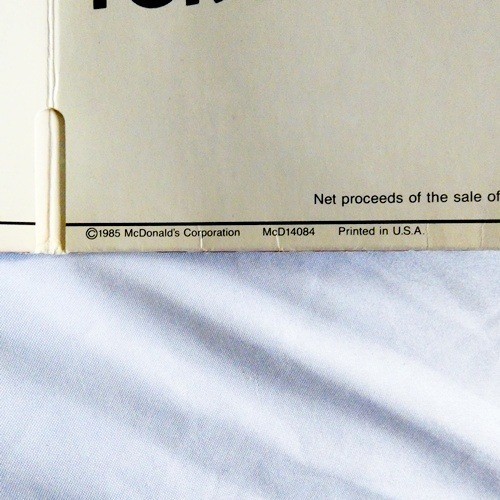 Net proceeds of the sale of
©1985 McDonald's Corporation McD14084 Printed in U.S.A.